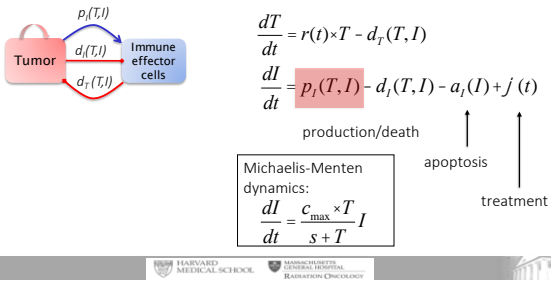 p_I(T,I)
d_I(T,I)
d_T(T,I)
Tumor
Immune
effector
cells
dT/dt = r(t)×T − d_T(T,I)
dI/dt = p_I(T,I) − d_I(T,I) − a_I(I) + j(t)
production/death
apoptosis
treatment
Michaelis-Menten
dynamics:
dI/dt = (c_max × T)/(s + T) I
HARVARD
MEDICAL SCHOOL
MASSACHUSETTS
GENERAL HOSPITAL
RADIATION ONCOLOGY